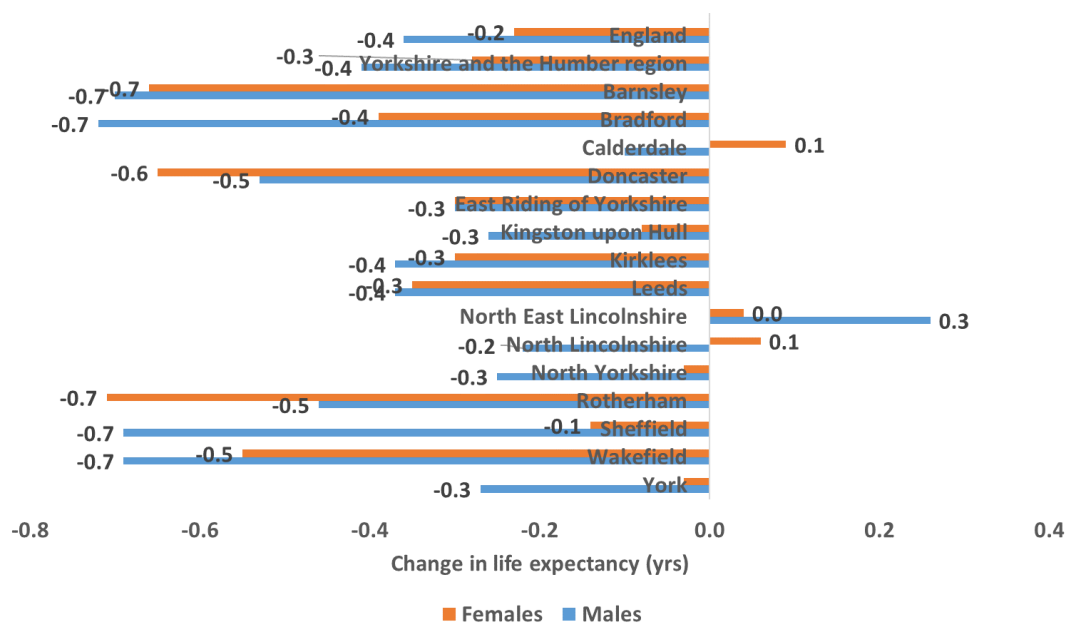 -0.2 England
-0.4
-0.3 Yorkshire and the Humber region
-0.4
-0.7 Barnsley
-0.7
-0.4 Bradford
-0.7
Calderdale 0.1
-0.6 Doncaster
-0.5
East Riding of Yorkshire
-0.3
Kingston upon Hull
-0.3
-0.3 Kirklees
-0.4
-0.3 Leeds
-0.4
North East Lincolnshire 0.0
0.3
North Lincolnshire 0.1
-0.2
North Yorkshire
-0.3
-0.7 Rotherham
-0.5
-0.1 Sheffield
-0.7
-0.5 Wakefield
-0.7
York
-0.3
-0.8 -0.6 -0.4 -0.2 0.0 0.2 0.4
Change in life expectancy (yrs)
Females Males